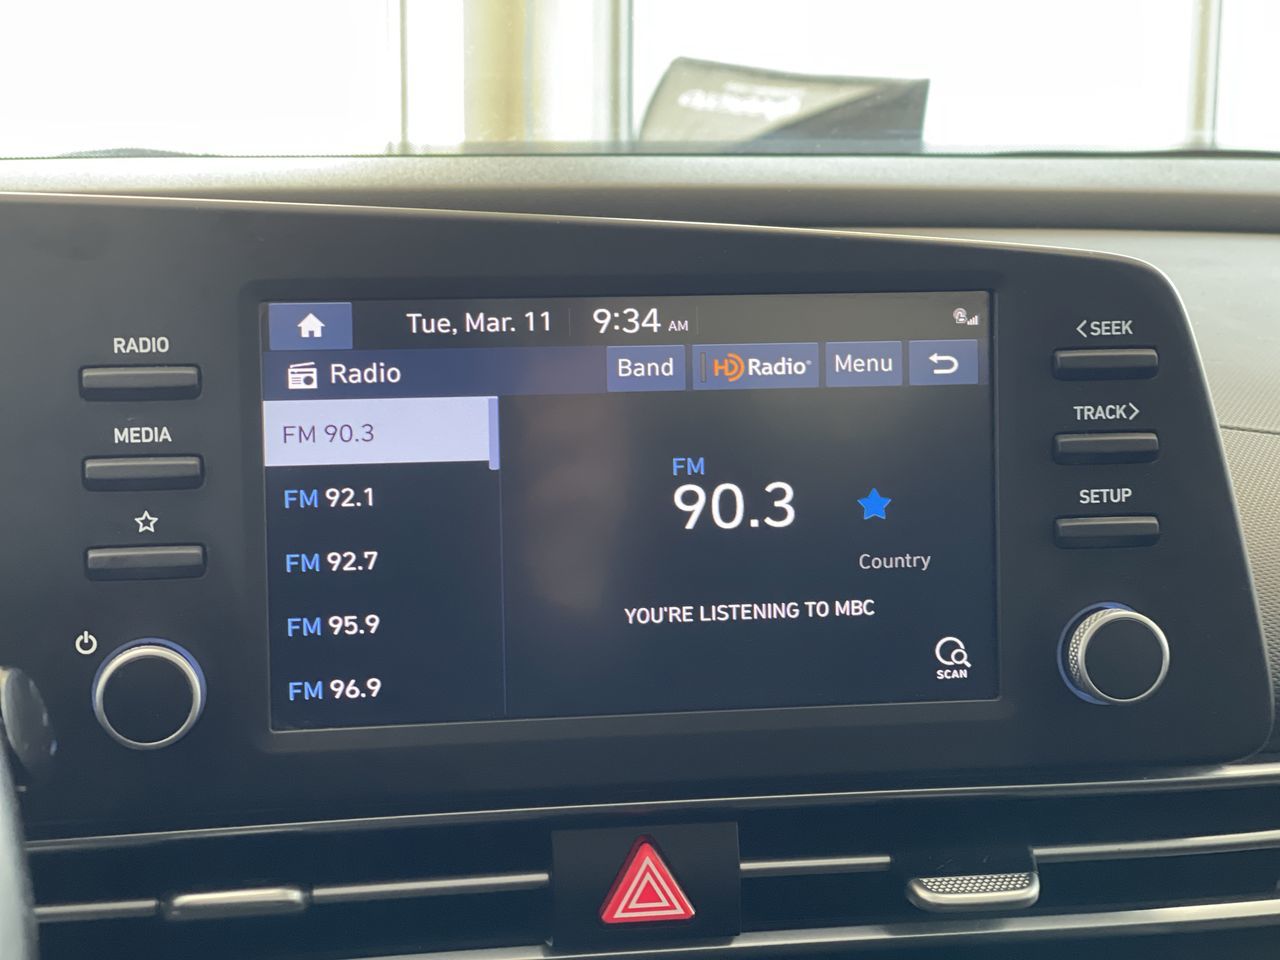 Tue, Mar. 11 9:34 AM
RADIO
<SEEK
Radio Band HD Radio® Menu
MEDIA
TRACK>
FM 90.3
FM 92.1
FM 92.7
FM 95.9
FM 96.9
FM
90.3
Country
YOU'RE LISTENING TO MBC
SCAN
SETUP